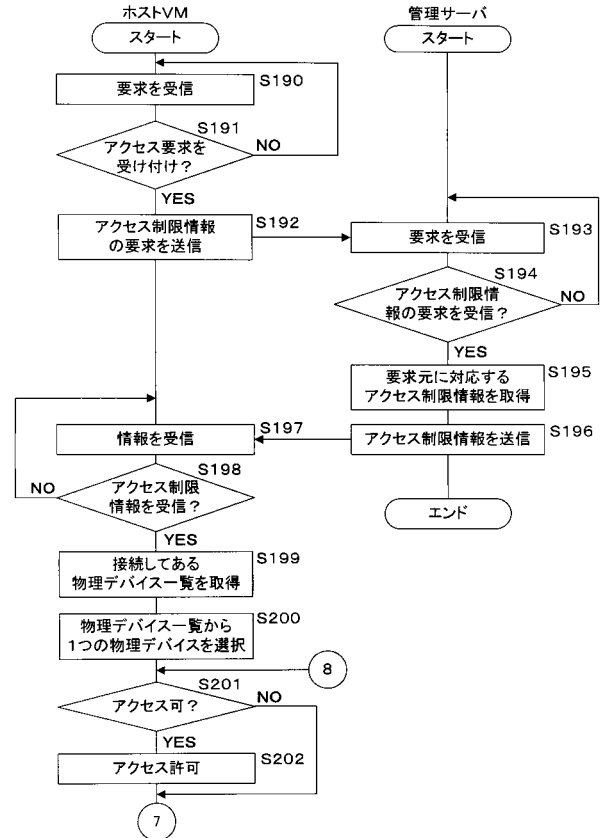 ホストVM
スタート
要求を受信
S190
アクセス要求を
受け付け？
S191
NO
YES
アクセス制限情報
の要求を送信
S192
管理サーバ
スタート
要求を受信
S193
アクセス制限情
報の要求を受信？
S194
NO
YES
要求元に対応する
アクセス制限情報を取得
S195
アクセス制限情報を送信
S196
エンド
情報を受信
S197
アクセス制限
情報を受信？
S198
NO
YES
接続してある
物理デバイス一覧を取得
S199
物理デバイス一覧から
1つの物理デバイスを選択
S200
8
アクセス可？
S201
NO
YES
アクセス許可
S202
7